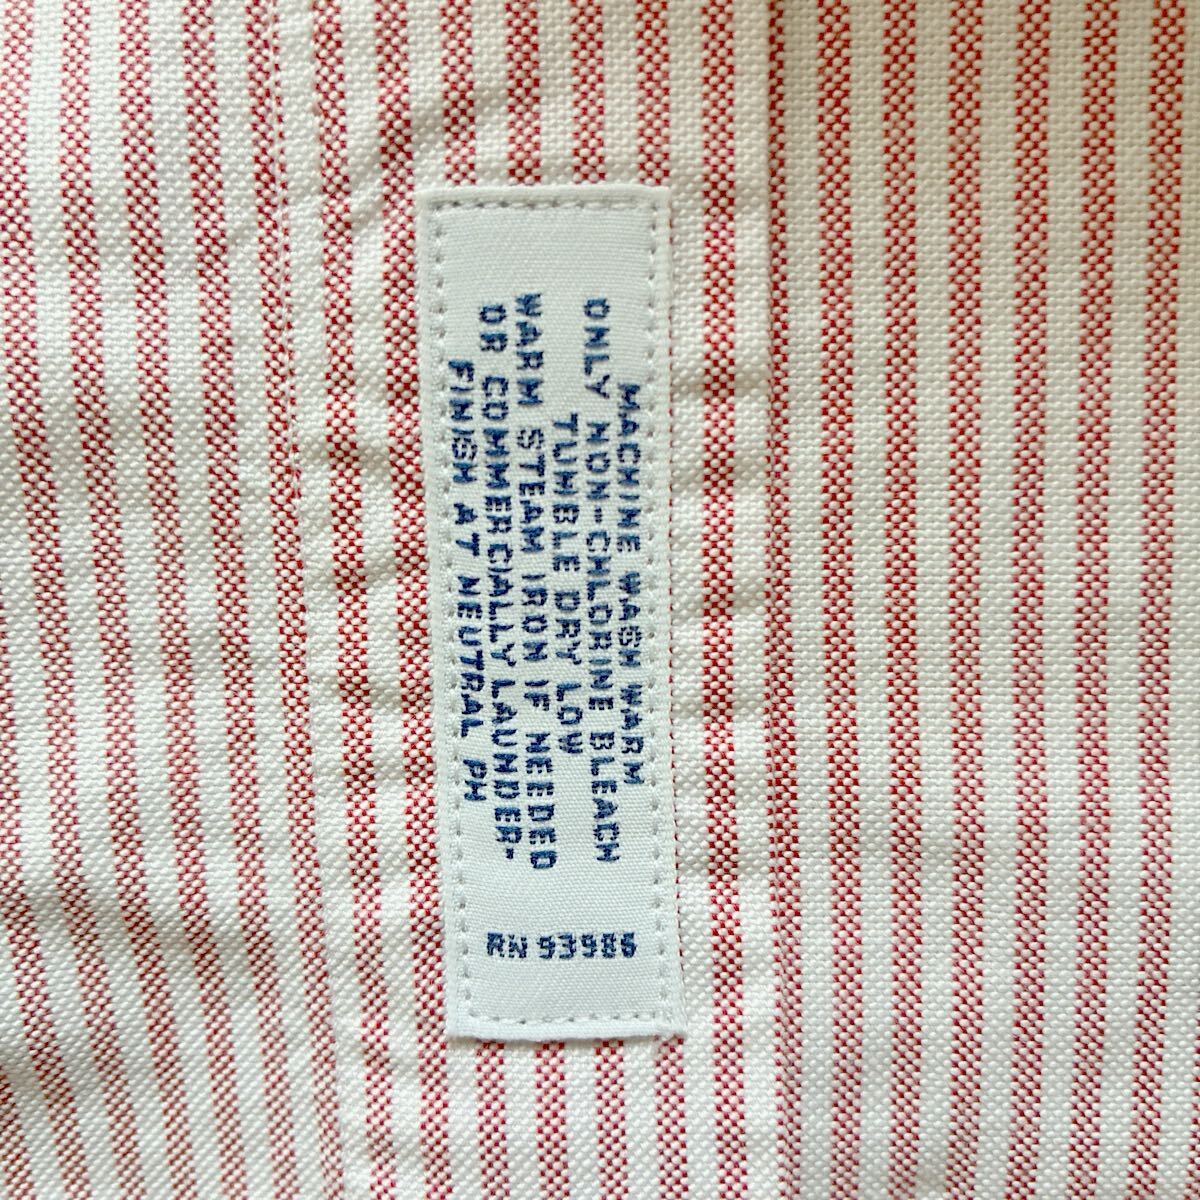 MACHINE WASH WARM
ONLY NON-CHLORINE BLEACH
TUMBLE DRY LOW
WARM STEAM IRON IF NEEDED
OR COMMERCIALLY LAUNDER-
FINISH AT NEUTRAL PH
RN 93986